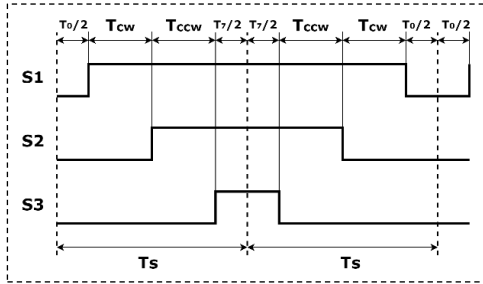 T₀/2 Tcw Tccw T₇/2 T₇/2 Tccw Tcw T₀/2 T₀/2
S1
S2
S3
Ts Ts